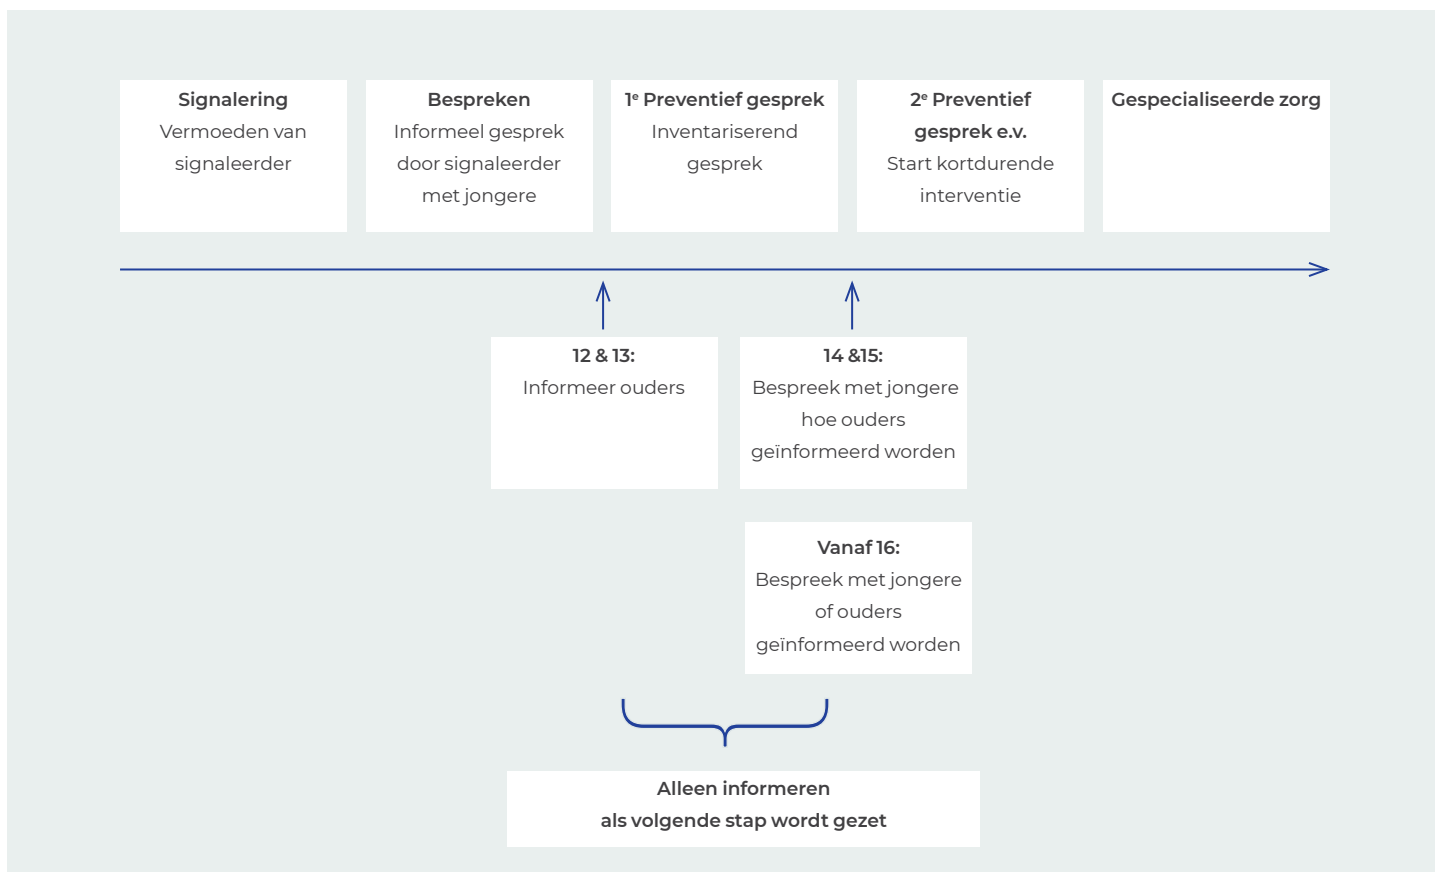 Signalering
Vermoeden van
signaleerder
Bespreken
Informeel gesprek
door signaleerder
met jongere
1e Preventief gesprek
Inventariserend
gesprek
2e Preventief
gesprek e.v.
Start kortdurende
interventie
Gespecialiseerde zorg
12 & 13:
Informeer ouders
14 &15:
Bespreek met jongere
hoe ouders
geïnformeerd worden
Vanaf 16:
Bespreek met jongere
of ouders
geïnformeerd worden
Alleen informeren
als volgende stap wordt gezet